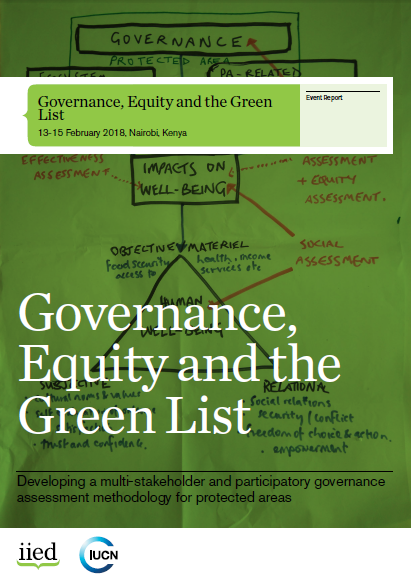 GOVERNANCE
PROTECTED AREA
PA-RELATED
Governance, Equity and the Green
List
13-15 February 2018, Nairobi, Kenya
Event Report
EFFECTIVENESS
ASSESSMENT?
IMPACTS ON
WELL-BEING
ASSESSMENT
+ EQUITY
ASSESSMENT.
OBJECTIVE/MATERIEL
Food security
access to
health, income
services etc
SOCIAL
ASSESSMENT
HUMAN
WELL-BEING
Governance,
Equity and the
Green List
SUBJECTIVE
cultural norms & values
• trust and confidence.
RELATIONAL
• Social relations
security / conflict
freedom of choice & action.
• empowerment
Developing a multi-stakeholder and participatory governance
assessment methodology for protected areas
iied
IUCN